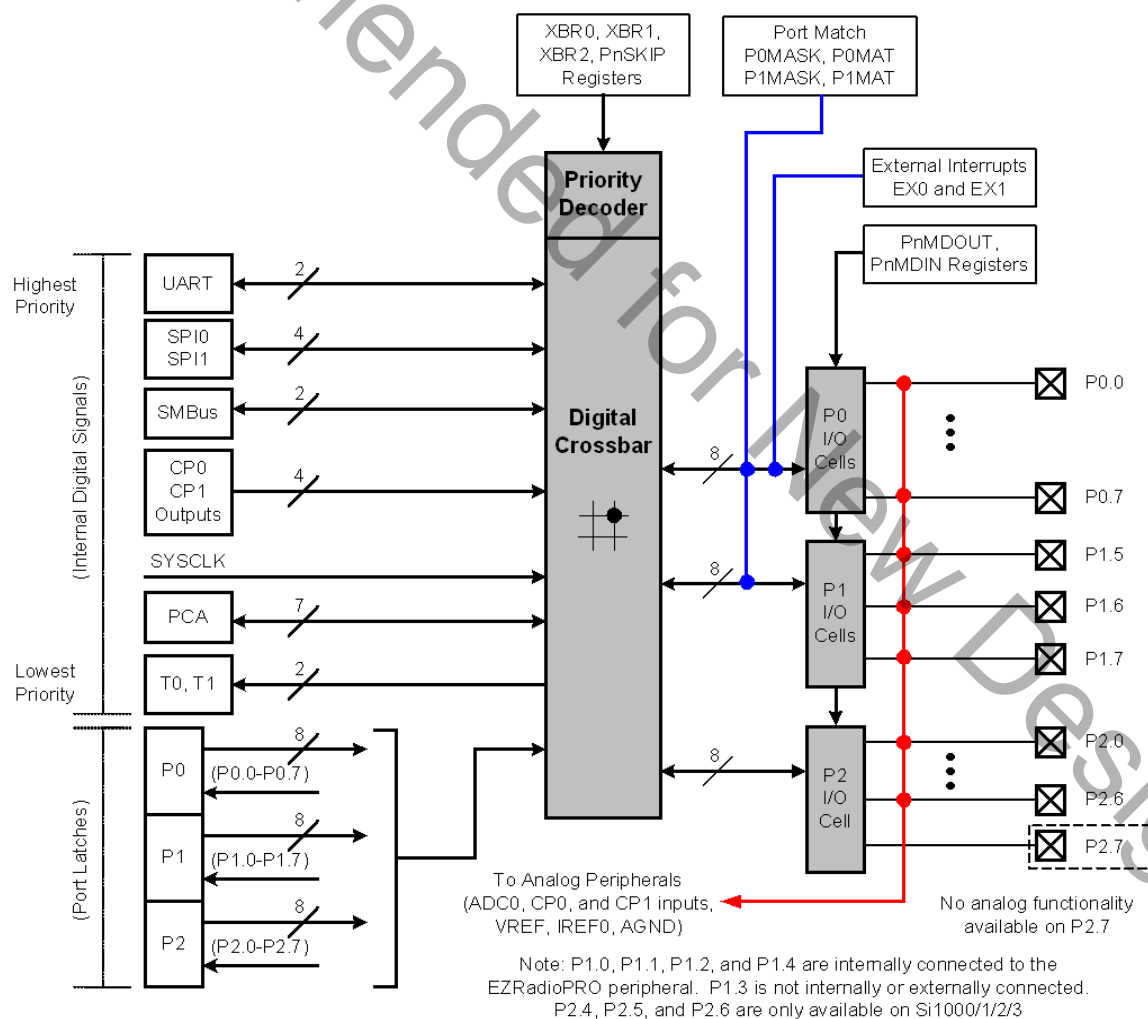 mended for New Desig
XBR0, XBR1,
XBR2, PnSKIP
Registers
Port Match
P0MASK, P0MAT
P1MASK, P1MAT
External Interrupts
EX0 and EX1
PnMDOUT,
PnMDIN Registers
Priority
Decoder
Digital
Crossbar
Highest
Priority
(Internal Digital Signals)
Lowest
Priority
UART
2
SPI0
SPI1
4
SMBus
2
CP0
CP1
Outputs
4
SYSCLK
PCA
7
T0, T1
2
(Port Latches)
P0
8
(P0.0-P0.7)
P1
8
(P1.0-P1.7)
P2
8
(P2.0-P2.7)
8
8
8
P0
I/O
Cells
P1
I/O
Cells
P2
I/O
Cell
P0.0
P0.7
P1.5
P1.6
P1.7
P2.0
P2.6
P2.7
To Analog Peripherals
(ADC0, CP0, and CP1 inputs,
VREF, IREF0, AGND)
No analog functionality
available on P2.7
Note: P1.0, P1.1, P1.2, and P1.4 are internally connected to the
EZRadioPRO peripheral. P1.3 is not internally or externally connected.
P2.4, P2.5, and P2.6 are only available on Si1000/1/2/3